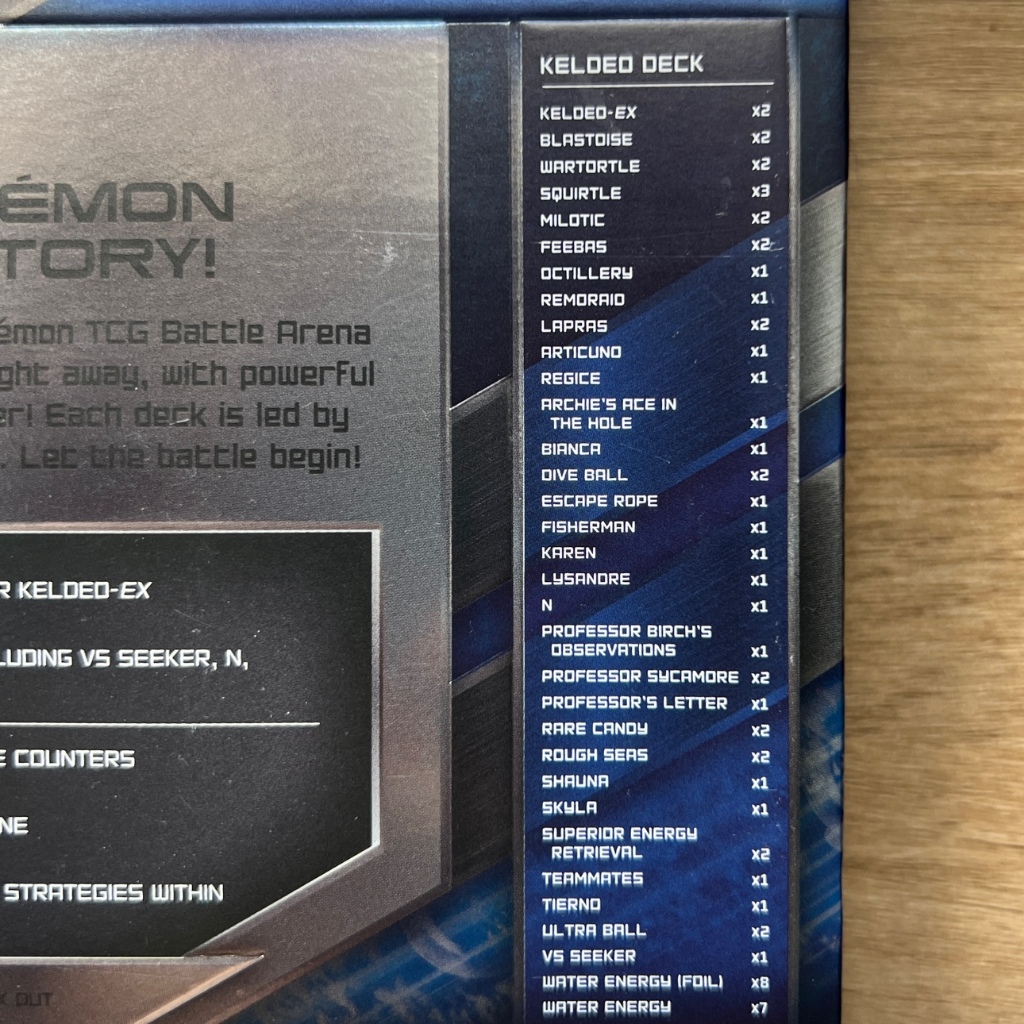 ÉMON
TORY!
émon TCG Battle Arena
ght away, with powerful
er! Each deck is led by
. Let the battle begin!
R KELDEO-EX
LUDING VS SEEKER, N,
E COUNTERS
NE
STRATEGIES WITHIN
OUT
KELDEO DECK
KELDEO-EX x2
BLASTOISE x2
WARTORTLE x2
SQUIRTLE x3
MILOTIC x2
FEEBAS x2
OCTILLERY x1
REMORAID x1
LAPRAS x2
ARTICUNO x1
REGICE x1
ARCHIE'S ACE IN
THE HOLE x1
BIANCA x1
DIVE BALL x2
ESCAPE ROPE x1
FISHERMAN x1
KAREN x1
LYSANDRE x1
N x1
PROFESSOR BIRCH'S
OBSERVATIONS x1
PROFESSOR SYCAMORE x2
PROFESSOR'S LETTER x1
RARE CANDY x2
ROUGH SEAS x2
SHAUNA x1
SKYLA x1
SUPERIOR ENERGY
RETRIEVAL x2
TEAMMATES x1
TIERNO x1
ULTRA BALL x2
VS SEEKER x1
WATER ENERGY (FOIL) x8
WATER ENERGY x7